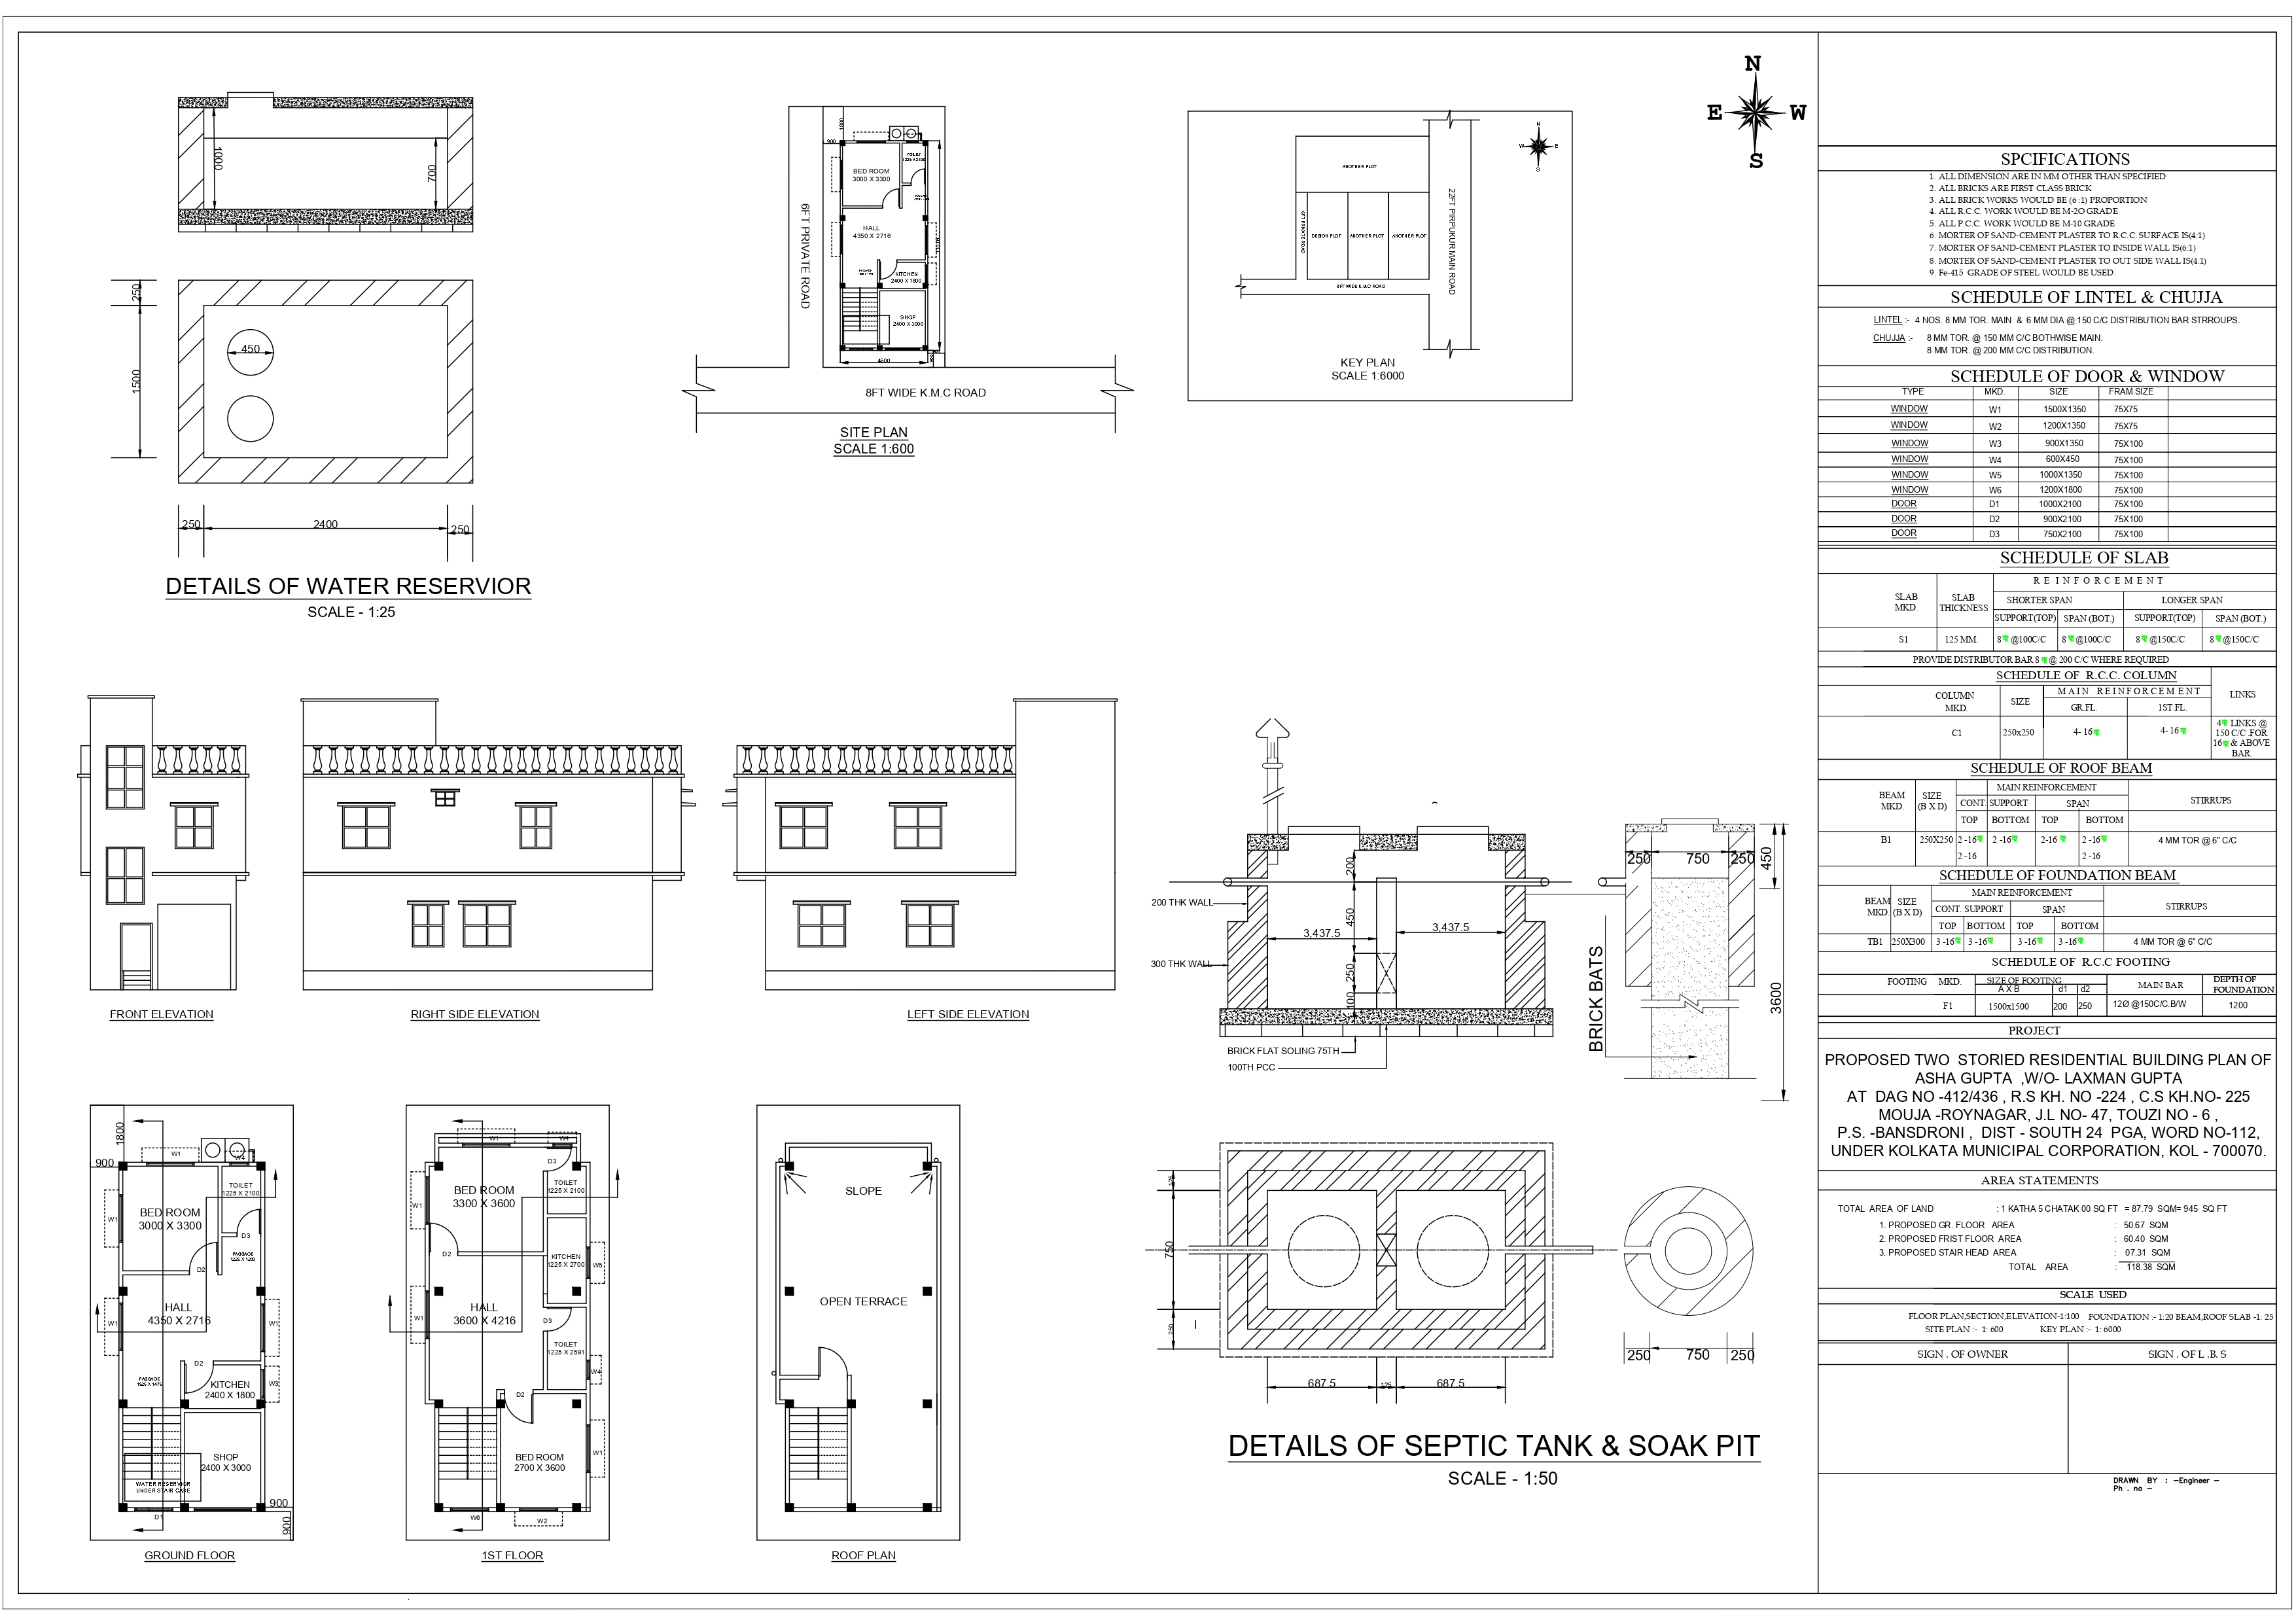 1000
700
250
1500
450
250
2400
250
DETAILS OF WATER RESERVIOR
SCALE - 1:25
1800
900
TOILET
1225 X 2100
BED ROOM
3000 X 3300
HALL
4350 X 2716
KITCHEN
2400 X 1800
SHOP
2400 X 3000
4600
6FT PRIVATE ROAD
8FT WIDE K.M.C ROAD
SITE PLAN
SCALE 1:600
N
W
E
S
ANOTHER PLOT
6FT PRIVATE ROAD
DESIGN PLOT
ANOTHER PLOT
ANOTHER PLOT
22FT PIRPUKUR MAIN ROAD
8FT WIDE K.M.C ROAD
KEY PLAN
SCALE 1:6000
N
E
W
S
FRONT ELEVATION
RIGHT SIDE ELEVATION
LEFT SIDE ELEVATION
200 THK WALL
300 THK WALL
200
450
250
100
3,437.5
3,437.5
BRICK FLAT SOLING 75TH
100TH PCC
250
750
250
450
3600
BRICK BATS
1800
900
W1
W4
TOILET
1225 X 2100
BED ROOM
3000 X 3300
W1
D3
PASSAGE
1225 X 1200
D2
HALL
4350 X 2716
W1
W1
D2
PASSAGE
KITCHEN
2400 X 1800
W3
SHOP
2400 X 3000
WATER RESERVIOR
UNDER STAIR CASE
D1
900
900
GROUND FLOOR
W1
W4
D3
BED ROOM
3300 X 3600
TOILET
1225 X 2100
W1
D2
KITCHEN
1225 X 2700
W5
HALL
3600 X 4216
W1
D3
TOILET
1225 X 2591
W4
D2
BED ROOM
2700 X 3600
W1
W6
W2
1ST FLOOR
SLOPE
OPEN TERRACE
ROOF PLAN
125
750
250
687.5
125
687.5
250
750
250
DETAILS OF SEPTIC TANK & SOAK PIT
SCALE - 1:50
SPCIFICATIONS
1. ALL DIMENSION ARE IN MM OTHER THAN SPECIFIED
2. ALL BRICKS ARE FIRST CLASS BRICK
3. ALL BRICK WORKS WOULD BE (6 :1) PROPORTION
4. ALL R.C.C. WORK WOULD BE M-2O GRADE
5. ALL P.C.C. WORK WOULD BE M-10 GRADE
6. MORTER OF SAND-CEMENT PLASTER TO R.C.C. SURFACE IS(4:1)
7. MORTER OF SAND-CEMENT PLASTER TO INSIDE WALL IS(6:1)
8. MORTER OF SAND-CEMENT PLASTER TO OUT SIDE WALL IS(4:1)
9. Fe-415 GRADE OF STEEL WOULD BE USED.
SCHEDULE OF LINTEL & CHUJJA
LINTEL :- 4 NOS. 8 MM TOR. MAIN & 6 MM DIA @ 150 C/C DISTRIBUTION BAR STRROUPS.
CHUJJA :- 8 MM TOR. @ 150 MM C/C BOTHWISE MAIN.
8 MM TOR. @ 200 MM C/C DISTRIBUTION.
SCHEDULE OF DOOR & WINDOW
TYPE MKD. SIZE FRAM SIZE
WINDOW W1 1500X1350 75X75
WINDOW W2 1200X1350 75X75
WINDOW W3 900X1350 75X100
WINDOW W4 600X450 75X100
WINDOW W5 1000X1350 75X100
WINDOW W6 1200X1800 75X100
DOOR D1 1000X2100 75X100
DOOR D2 900X2100 75X100
DOOR D3 750X2100 75X100
SCHEDULE OF SLAB
REINFORCEMENT
SLAB MKD. SLAB THICKNESS SHORTER SPAN LONGER SPAN
SUPPORT(TOP) SPAN (BOT.) SUPPORT(TOP) SPAN (BOT.)
S1 125 MM. 8 @100C/C 8 @100C/C 8 @150C/C 8 @150C/C
PROVIDE DISTRIBUTOR BAR 8 @ 200 C/C WHERE REQUIRED
SCHEDULE OF R.C.C. COLUMN
COLUMN MKD. SIZE MAIN REINFORCEMENT LINKS
GR.FL. 1ST.FL.
C1 250x250 4- 16 4- 16
4 LINKS @
150 C/C .FOR
16 & ABOVE
BAR.
SCHEDULE OF ROOF BEAM
BEAM MKD. SIZE (B X D) MAIN REINFORCEMENT STIRRUPS
CONT. SUPPORT SPAN
TOP BOTTOM TOP BOTTOM
B1 250X250 2 -16 2 -16 2-16 2 -16 4 MM TOR @ 6" C/C
2 -16 2 -16
SCHEDULE OF FOUNDATION BEAM
BEAM MKD. SIZE (B X D) MAIN REINFORCEMENT STIRRUPS
CONT. SUPPORT SPAN
TOP BOTTOM TOP BOTTOM
TB1 250X300 3 -16 3 -16 3 -16 3 -16 4 MM TOR @ 6" C/C
SCHEDULE OF R.C.C FOOTING
FOOTING MKD. SIZE OF FOOTING MAIN BAR DEPTH OF FOUNDATION
A X B d1 d2
F1 1500x1500 200 250 12Ø @150C/C.B/W 1200
PROJECT
PROPOSED TWO STORIED RESIDENTIAL BUILDING PLAN OF
ASHA GUPTA ,W/O- LAXMAN GUPTA
AT DAG NO -412/436 , R.S KH. NO -224 , C.S KH.NO- 225
MOUJA -ROYNAGAR, J.L NO- 47, TOUZI NO - 6 ,
P.S. -BANSDRONI , DIST - SOUTH 24 PGA, WORD NO-112,
UNDER KOLKATA MUNICIPAL CORPORATION, KOL - 700070.
AREA STATEMENTS
TOTAL AREA OF LAND : 1 KATHA 5 CHATAK 00 SQ FT = 87.79 SQM= 945 SQ FT
1. PROPOSED GR. FLOOR AREA : 50.67 SQM
2. PROPOSED FRIST FLOOR AREA : 60.40 SQM
3. PROPOSED STAIR HEAD AREA : 07.31 SQM
TOTAL AREA : 118.38 SQM
SCALE USED
FLOOR PLAN,SECTION,ELEVATION-1:100 FOUNDATION :- 1:20 BEAM,ROOF SLAB -1: 25
SITE PLAN :- 1: 600 KEY PLAN :- 1: 6000
SIGN . OF OWNER SIGN . OF L .B. S
DRAWN BY : -Engineer -
Ph . no -